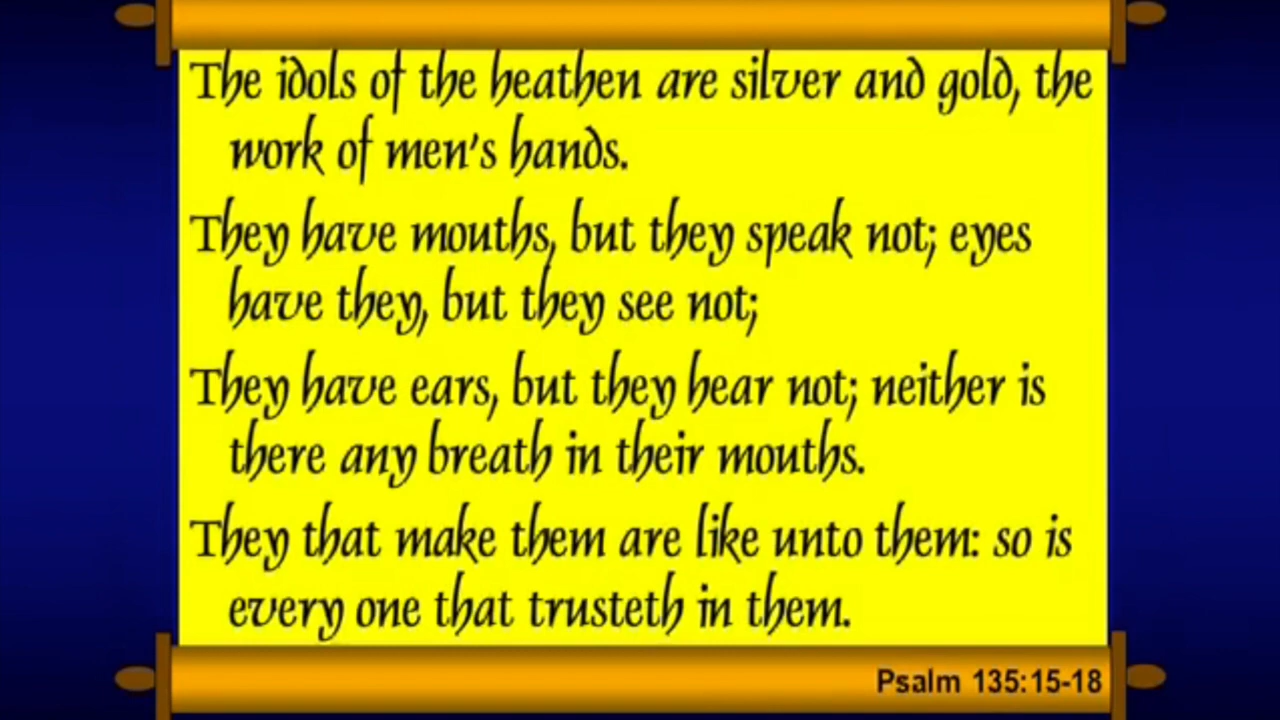 The idols of the heathen are silver and gold, the
work of men's hands.
They have mouths, but they speak not; eyes
have they, but they see not;
They have ears, but they hear not; neither is
there any breath in their mouths.
They that make them are like unto them: so is
every one that trusteth in them.
Psalm 135:15-18